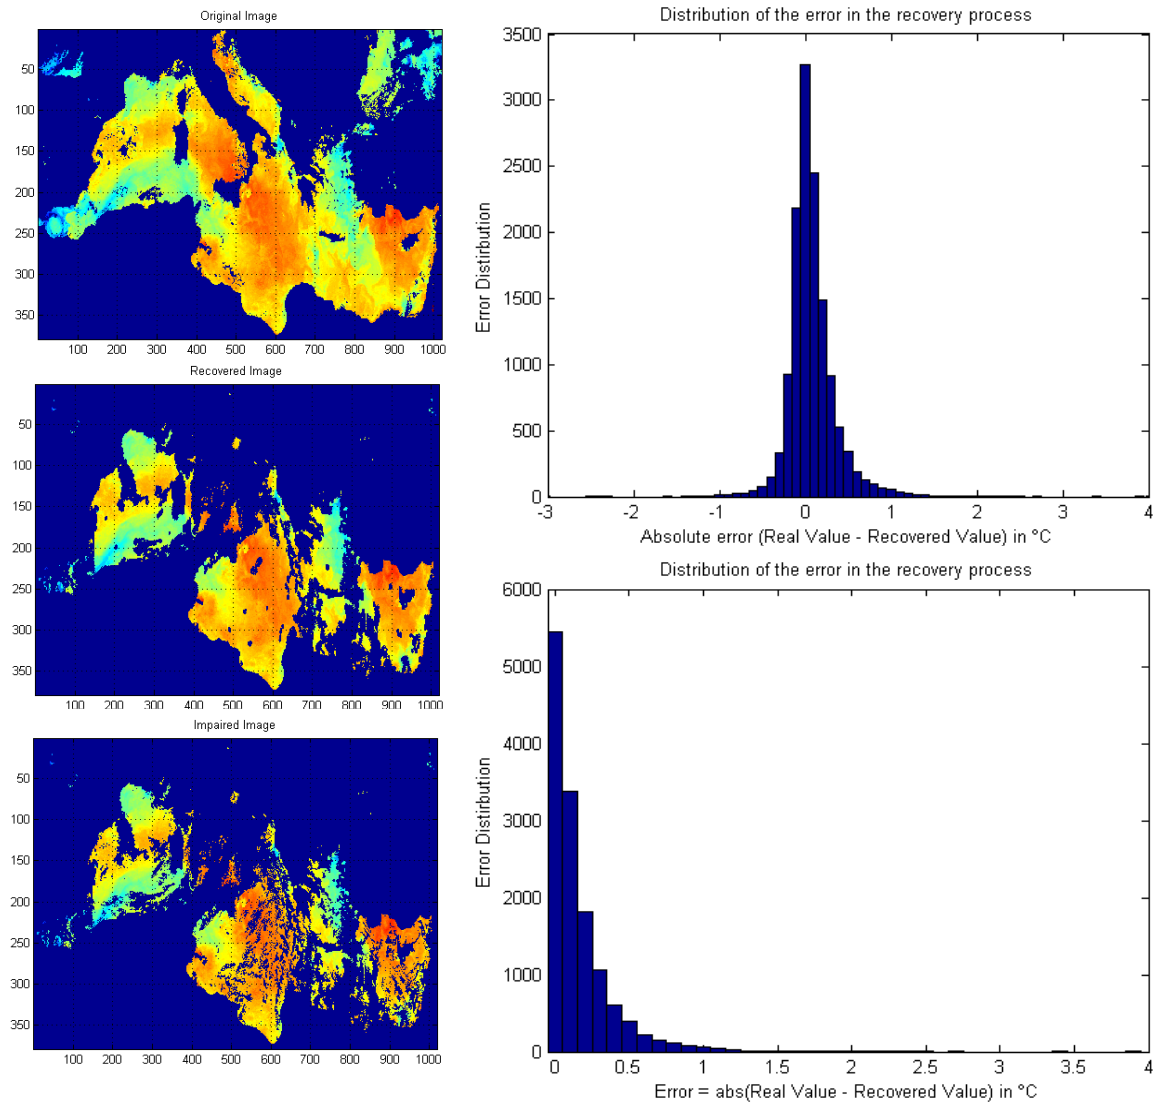 Original Image
50
100
150
200
250
300
350
100 200 300 400 500 600 700 800 900 1000
Recovered Image
50
100
150
200
250
300
350
100 200 300 400 500 600 700 800 900 1000
Impaired Image
50
100
150
200
250
300
350
100 200 300 400 500 600 700 800 900 1000
Distribution of the error in the recovery process
Error Distirbution
3500
3000
2500
3000
1500
1000
500
0
-3 -2 -1 0 1 2 3 4
Absolute error (Real Value - Recovered Value) in °C
Distribution of the error in the recovery process
Error Distirbution
6000
5000
4000
3000
2000
1000
0
0 0.5 1 1.5 2 2.5 3 3.5 4
Error = abs(Real Value - Recovered Value) in °C